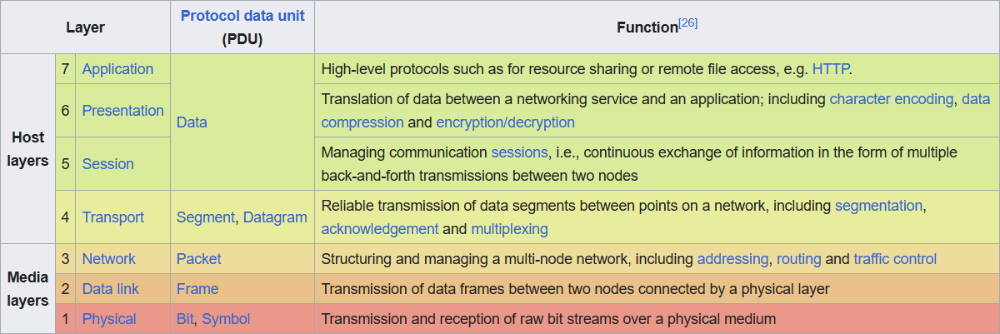 Layer
Protocol data unit
(PDU)
Function[26]
Host
layers
7 Application
Data
High-level protocols such as for resource sharing or remote file access, e.g. HTTP.
6 Presentation
Translation of data between a networking service and an application; including character encoding, data
compression and encryption/decryption
5 Session
Managing communication sessions, i.e., continuous exchange of information in the form of multiple
back-and-forth transmissions between two nodes
4 Transport
Segment, Datagram
Reliable transmission of data segments between points on a network, including segmentation,
acknowledgement and multiplexing
Media
layers
3 Network
Packet
Structuring and managing a multi-node network, including addressing, routing and traffic control
2 Data link
Frame
Transmission of data frames between two nodes connected by a physical layer
1 Physical
Bit, Symbol
Transmission and reception of raw bit streams over a physical medium